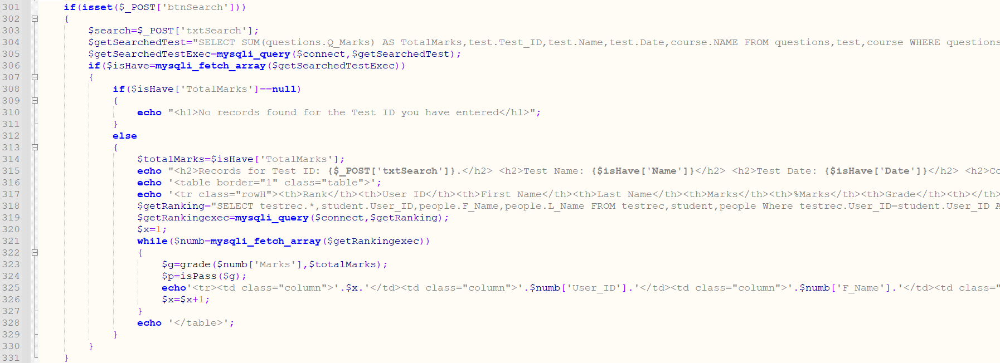 301 if(isset($_POST['btnSearch']))
302 {
303 $search=$_POST['txtSearch'];
304 $getSearchedTest="SELECT SUM(questions.Q_Marks) AS TotalMarks,test.Test_ID,test.Name,test.Date,course.NAME FROM questions,test,course WHERE questions
305 $getSearchedTestExec=mysqli_query($connect,$getSearchedTest);
306 if($isHave=mysqli_fetch_array($getSearchedTestExec))
307 {
308 if($isHave['TotalMarks']==null)
309 {
310 echo "<h1>No records found for the Test ID you have entered</h1>";
311 }
312 else
313 {
314 $totalMarks=$isHave['TotalMarks'];
315 echo "<h2>Records for Test ID: {$_POST['txtSearch']}.</h2> <h2>Test Name: {$isHave['Name']}</h2> <h2>Test Date: {$isHave['Date']}</h2> <h2>Co
316 echo '<table border="1" class="table">';
317 echo '<tr class="rowH"><th>Rank</th><th>User ID</th><th>First Name</th><th>Last Name</th><th>Marks</th><th>%Marks</th><th>Grade</th><th></th>
318 $getRanking="SELECT testrec.*,student.User_ID,people.F_Name,people.L_Name FROM testrec,student,people Where testrec.User_ID=student.User_ID A
319 $getRankingexec=mysqli_query($connect,$getRanking);
320 $x=1;
321 while($numb=mysqli_fetch_array($getRankingexec))
322 {
323 $g=grade($numb['Marks'],$totalMarks);
324 $p=isPass($g);
325 echo'<tr><td class="column">'.$x.'</td><td class="column">'.$numb['User_ID'].'</td><td class="column">'.$numb['F_Name'].'</td><td class="
326 $x=$x+1;
327 }
328 echo '</table>';
329 }
330 }
331 }